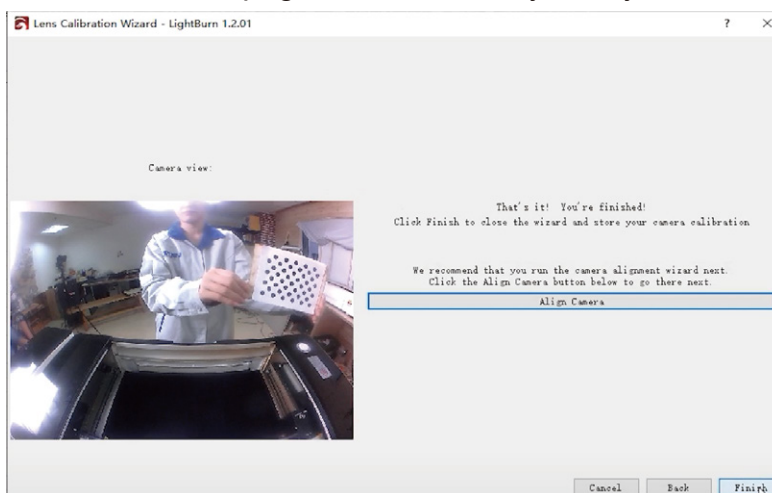 Lens Calibration Wizard - LightBurn 1.2.01
Camera view:
That's it! You're finished!
Click Finish to close the wizard and store your camera calibration
We recommend that you run the camera alignment wizard next.
Click the Align Camera button below to go there next.
Align Camera
Cancel
Back
Finish